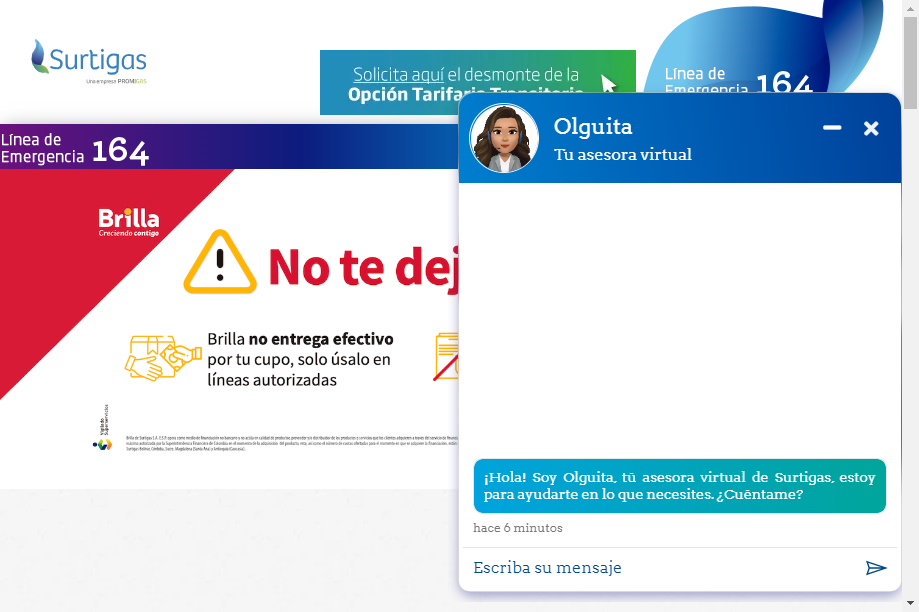 Surtigas
Una empresa PROMIGAS
Solicita aquí el desmonte de la
Opción Tarifaria Transitoria
Línea de
Emergencia 164
Línea de
Emergencia 164
Olguita
Tu asesora virtual
Brilla
Creciendo contigo
No te dej
Brilla no entrega efectivo
por tu cupo, solo úsalo en
líneas autorizadas
Vigilado
Superservicios
¡Hola! Soy Olguita, tú asesora virtual de Surtigas, estoy
para ayudarte en lo que necesites. ¿Cuéntame?
hace 6 minutos
Escriba su mensaje